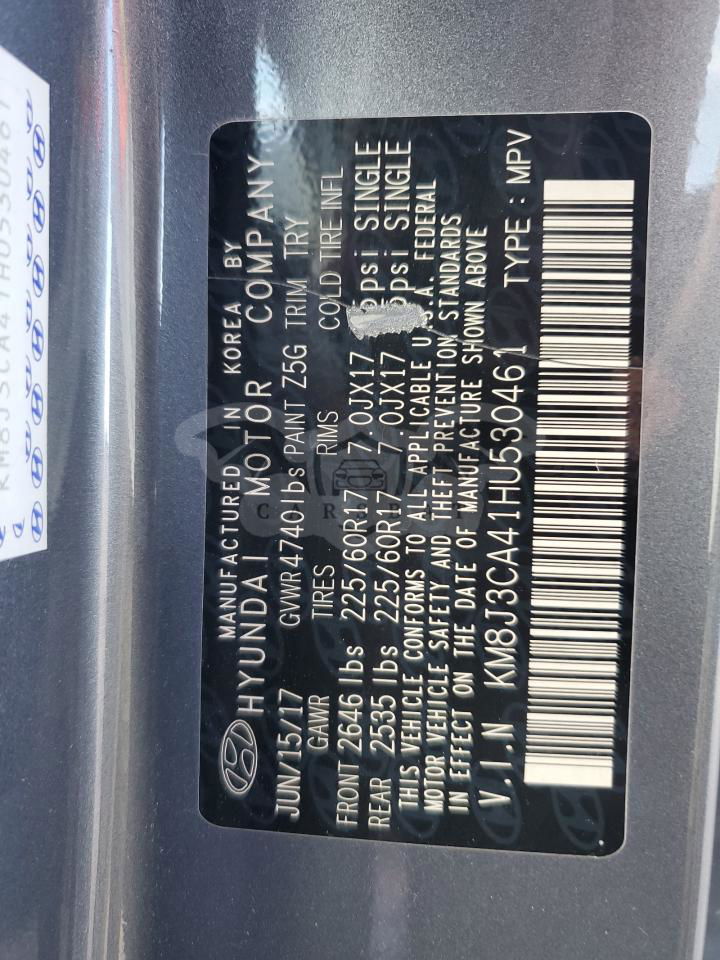 MANUFACTURED IN KOREA BY
HYUNDAI MOTOR COMPANY
JUN/15/17 GVWR 4740lbs PAINT Z5G TRIM TRY
GAWR TIRES RIMS COLD TIRE INFL
FRONT 2646 lbs 225/60R17 7.0JX17 psi SINGLE
REAR 2535 lbs 225/60R17 7.0JX17 psi SINGLE
THIS VEHICLE CONFORMS TO ALL APPLICABLE U.S.A. FEDERAL
MOTOR VEHICLE SAFETY AND THEFT PREVENTION STANDARDS
IN EFFECT ON THE DATE OF MANUFACTURE SHOWN ABOVE
V.I.N KM8J3CA41HU530461 TYPE : MPV
KM8J3CA41HU530461